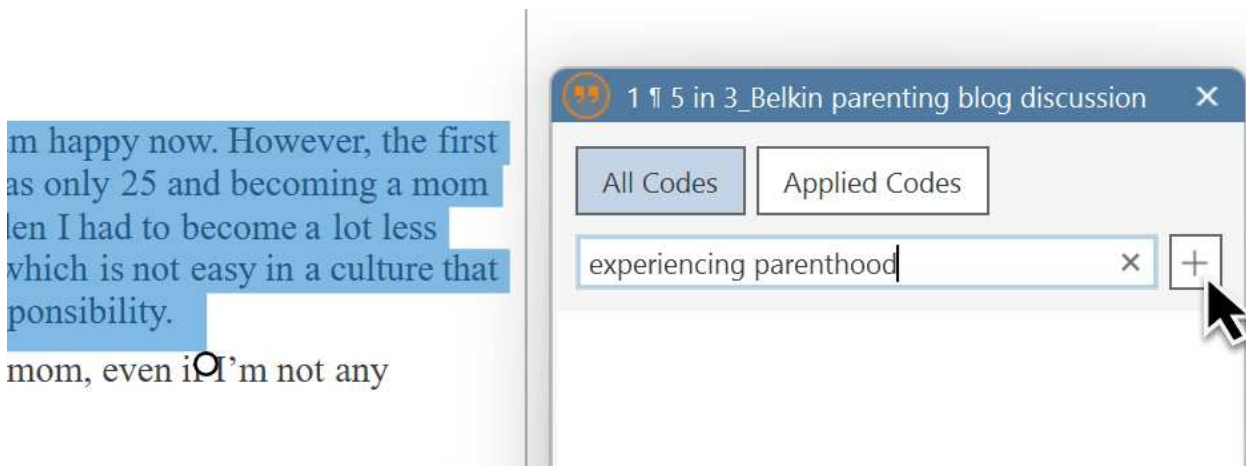 m happy now. However, the first
as only 25 and becoming a mom
len I had to become a lot less
which is not easy in a culture that
ponsibility.
mom, even if I'm not any
1 ¶ 5 in 3_Belkin parenting blog discussion
All Codes
Applied Codes
experiencing parenthood